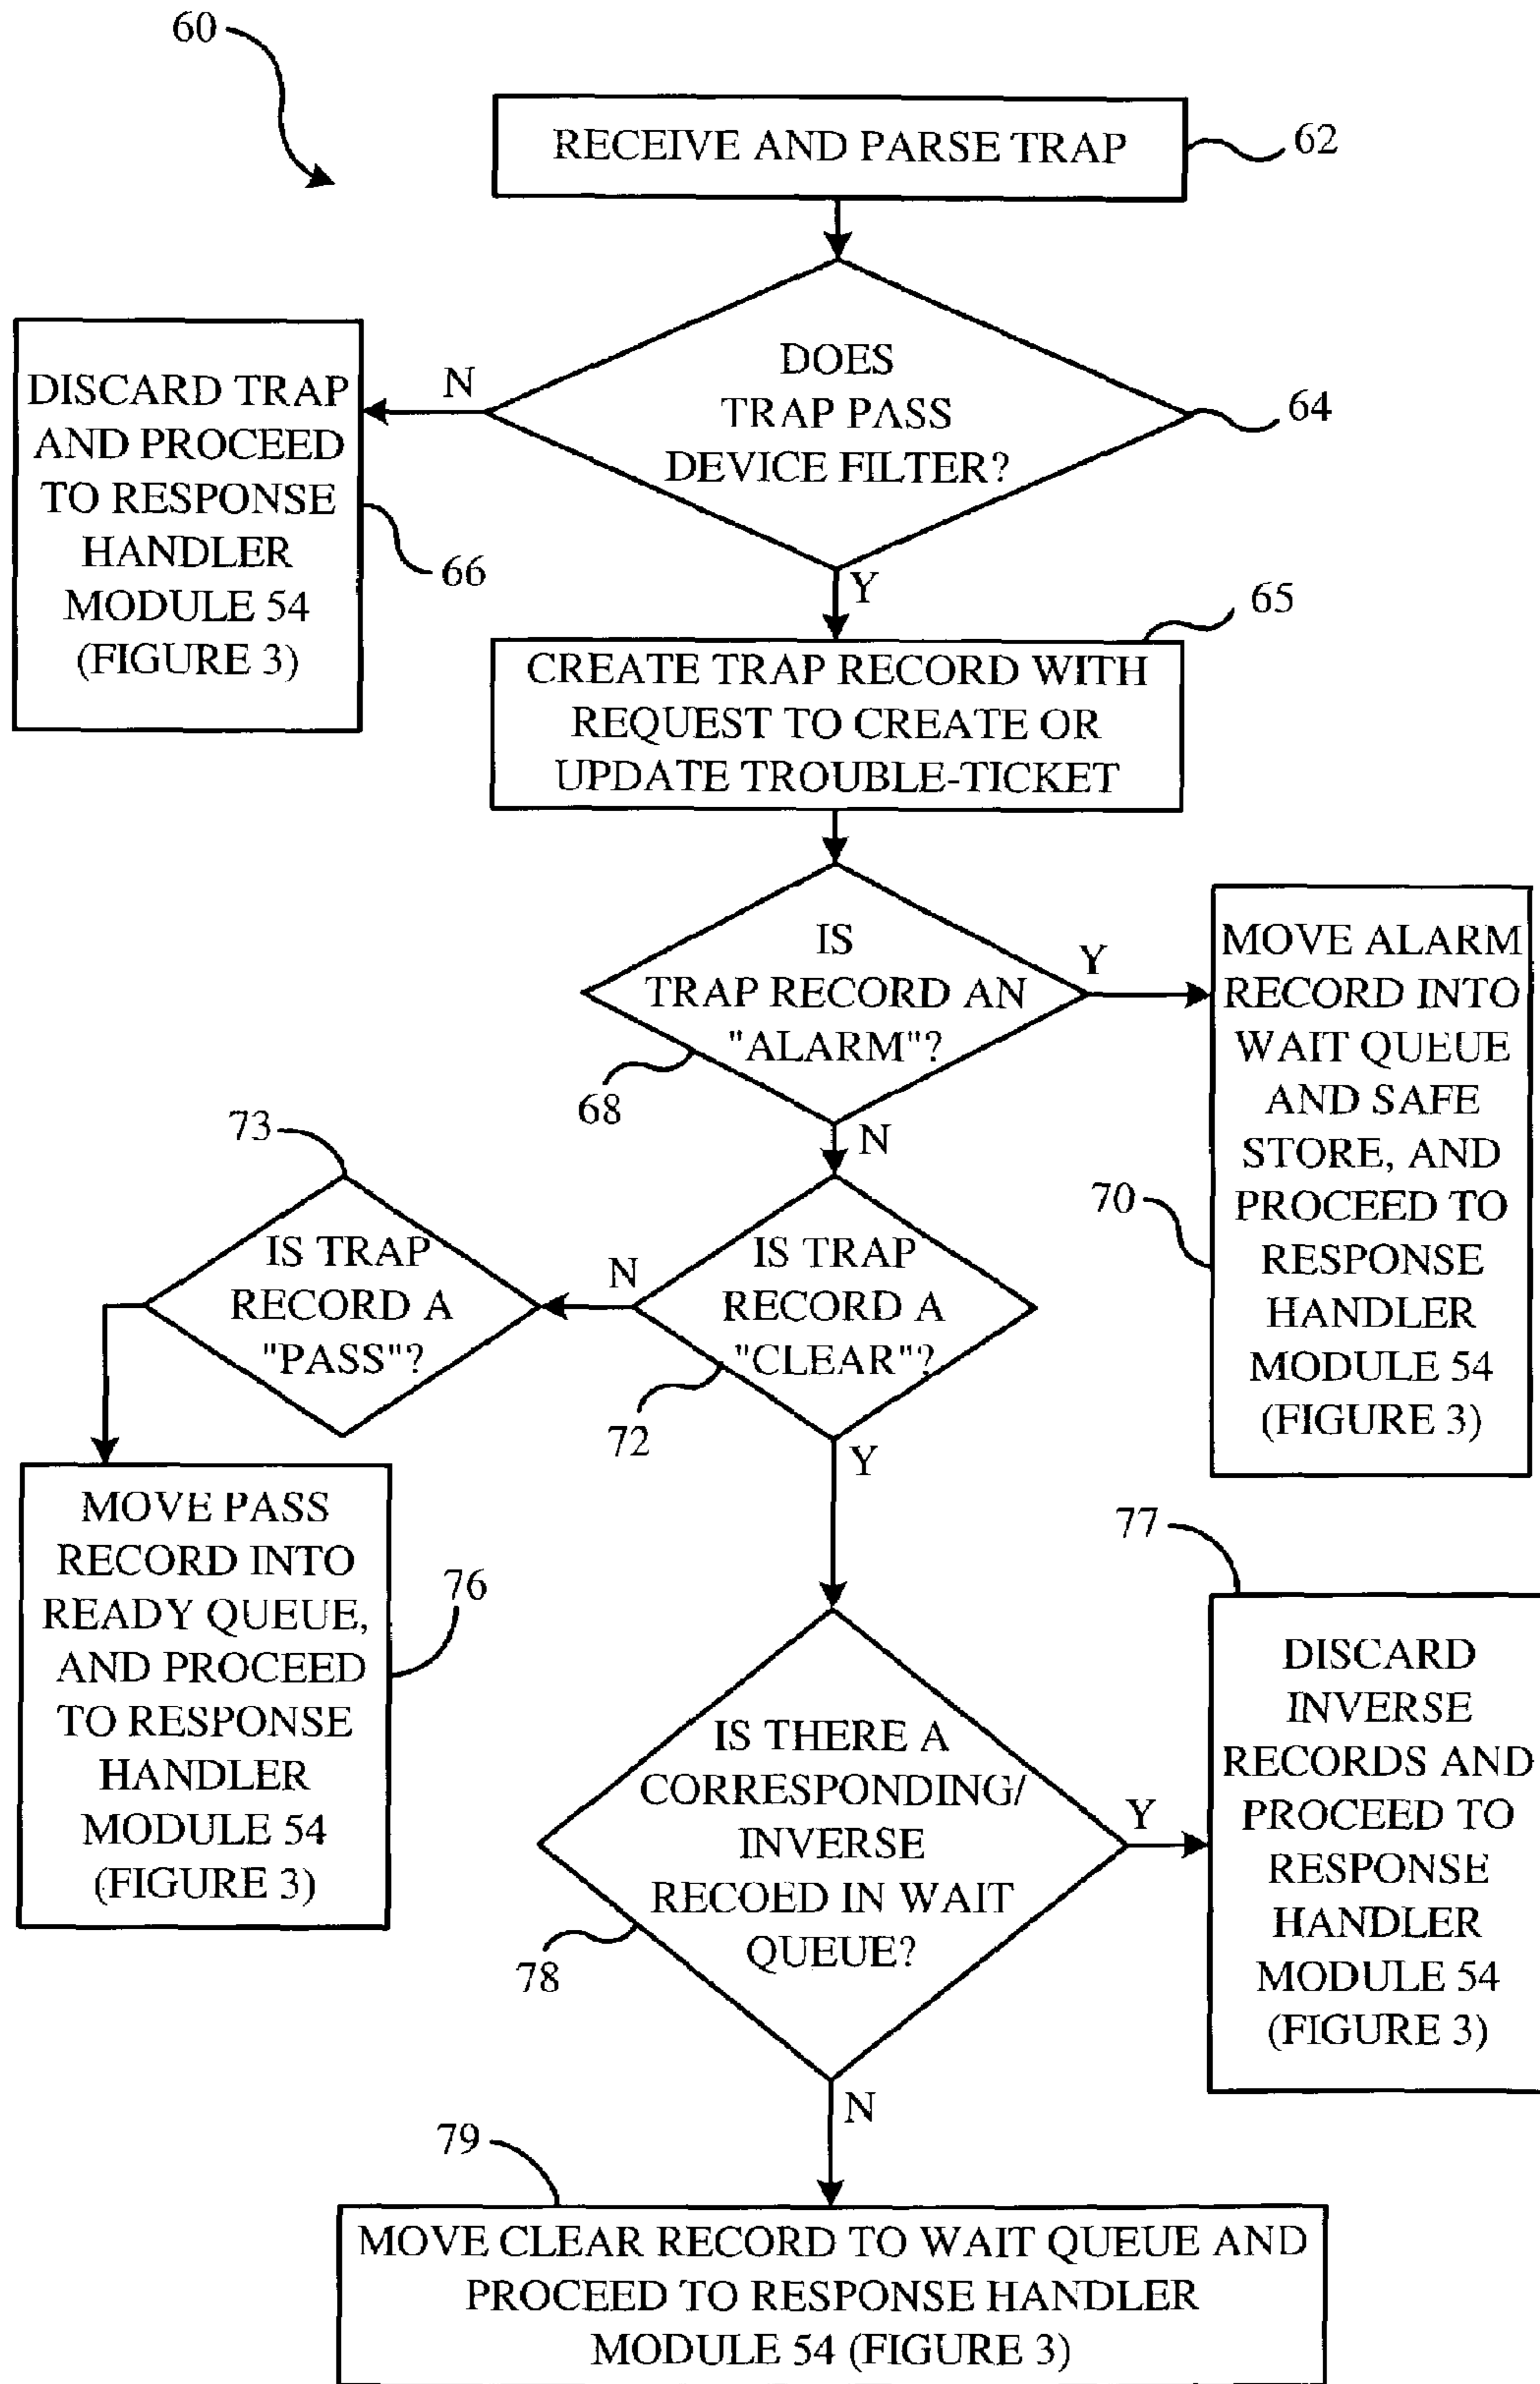 60
RECEIVE AND PARSE TRAP
62
DOES
TRAP PASS
DEVICE FILTER?
64
N
DISCARD TRAP
AND PROCEED
TO RESPONSE
HANDLER
MODULE 54
(FIGURE 3)
66
Y
65
CREATE TRAP RECORD WITH
REQUEST TO CREATE OR
UPDATE TROUBLE-TICKET
IS
TRAP RECORD AN
"ALARM"?
68
Y
MOVE ALARM
RECORD INTO
WAIT QUEUE
AND SAFE
STORE, AND
PROCEED TO
RESPONSE
HANDLER
MODULE 54
(FIGURE 3)
70
N
IS TRAP
RECORD A
"CLEAR"?
72
N
73
IS TRAP
RECORD A
"PASS"?
MOVE PASS
RECORD INTO
READY QUEUE,
AND PROCEED
TO RESPONSE
HANDLER
MODULE 54
(FIGURE 3)
76
Y
IS THERE A
CORRESPONDING/
INVERSE
RECOED IN WAIT
QUEUE?
78
Y
77
DISCARD
INVERSE
RECORDS AND
PROCEED TO
RESPONSE
HANDLER
MODULE 54
(FIGURE 3)
N
79
MOVE CLEAR RECORD TO WAIT QUEUE AND
PROCEED TO RESPONSE HANDLER
MODULE 54 (FIGURE 3)